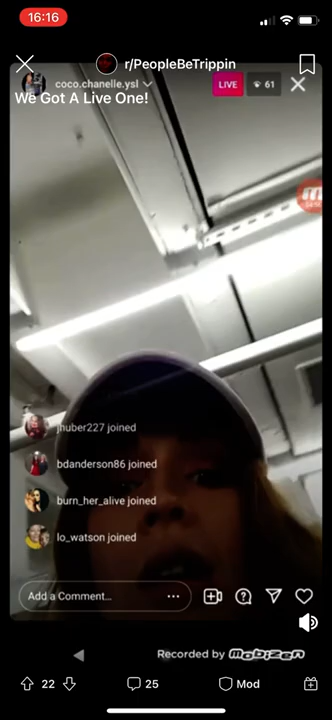 16:16
r/PeopleBeTrippin
coco.chanelle.ysl
LIVE
61
We Got A Live One!
jhuber227 joined
bdanderson86 joined
burn_her_alive joined
lo_watson joined
Add a Comment...
Recorded by mobizen
22
25
Mod